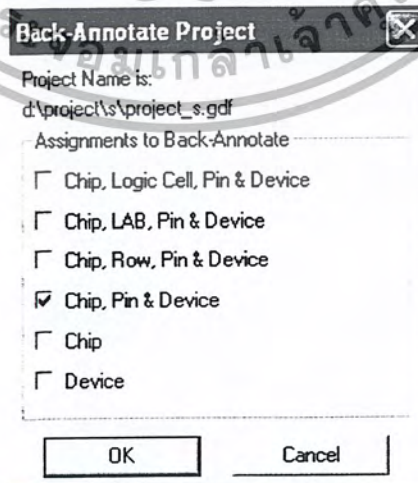 Back-Annotate Project
Project Name is:
d:\project\s\project_s.gdf
Assignments to Back-Annotate
Chip, Logic Cell, Pin & Device
Chip, LAB, Pin & Device
Chip, Row, Pin & Device
Chip, Pin & Device
Chip
Device
OK
Cancel